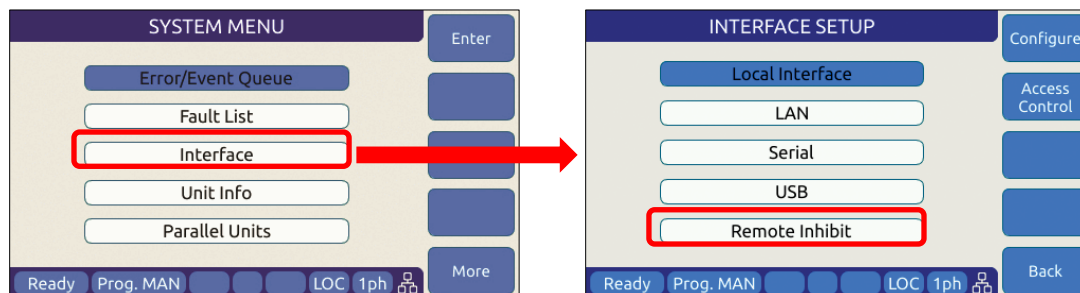 SYSTEM MENU
Enter
Error/Event Queue
Fault List
Interface
Unit Info
Parallel Units
More
Ready Prog. MAN LOC 1ph
INTERFACE SETUP
Configure
Local Interface
Access
Control
LAN
Serial
USB
Remote Inhibit
Back
Ready Prog. MAN LOC 1ph